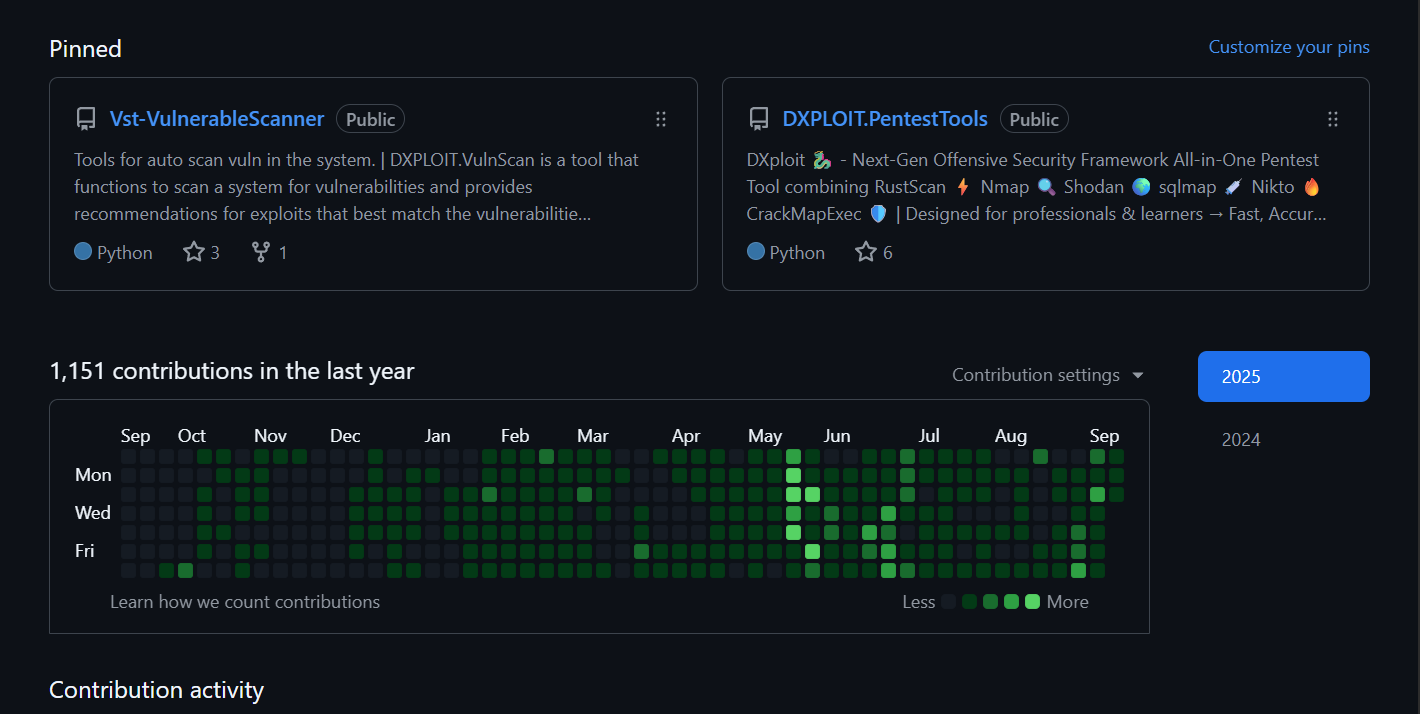 Pinned
Customize your pins
Vst-VulnerableScanner Public
Tools for auto scan vuln in the system. | DXPLOIT.VulnScan is a tool that
functions to scan a system for vulnerabilities and provides
recommendations for exploits that best match the vulnerabilitie...
Python 3 1
DXPLOIT.PentestTools Public
DXploit 🐉 - Next-Gen Offensive Security Framework All-in-One Pentest
Tool combining RustScan ⚡ Nmap 🔍 Shodan 🌍 sqlmap 💉 Nikto 🔥
CrackMapExec 🛡️ | Designed for professionals & learners → Fast, Accur...
Python 6
1,151 contributions in the last year
Contribution settings
2025
2024
Sep Oct Nov Dec Jan Feb Mar Apr May Jun Jul Aug Sep
Mon
Wed
Fri
Learn how we count contributions
Less More
Contribution activity